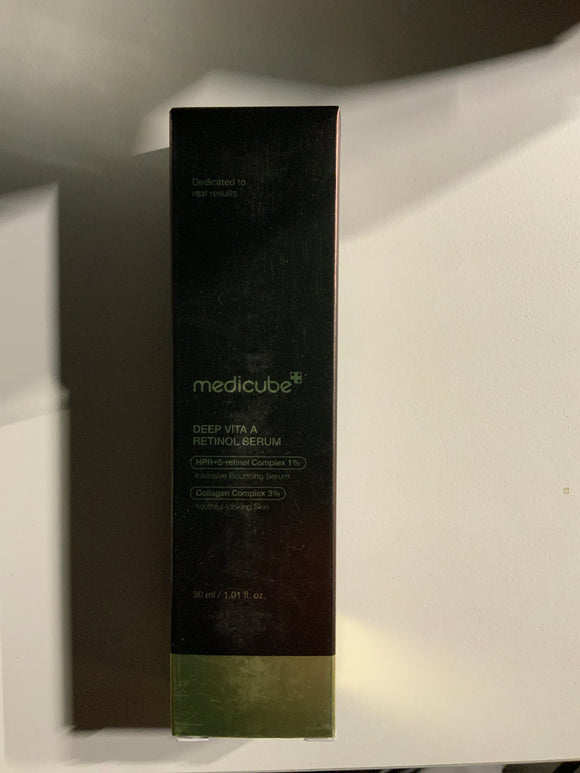 Dedicated to
real results
medicube
DEEP VITA A
RETINOL SERUM
HPR+5-retinol Complex 1%
Intensive Bouncing Serum
Collagen Complex 3%
Youthful-looking Skin
30 ml / 1.01 fl. oz.